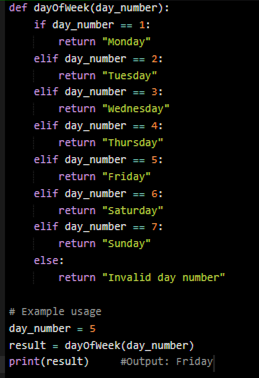 def dayOfWeek(day_number):
    if day_number == 1:
        return "Monday"
    elif day_number == 2:
        return "Tuesday"
    elif day_number == 3:
        return "Wednesday"
    elif day_number == 4:
        return "Thursday"
    elif day_number == 5:
        return "Friday"
    elif day_number == 6:
        return "Saturday"
    elif day_number == 7:
        return "Sunday"
    else:
        return "Invalid day number"

# Example usage
day_number = 5
result = dayOfWeek(day_number)
print(result)     #Output: Friday